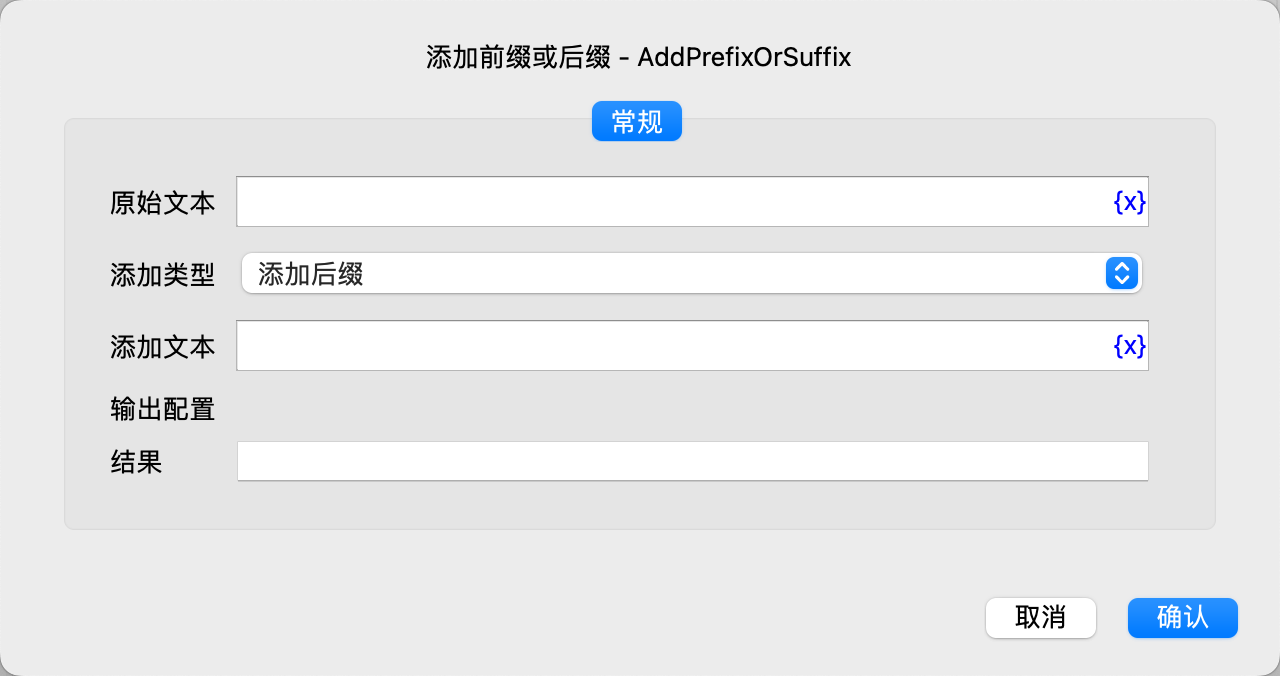 添加前缀或后缀 - AddPrefixOrSuffix
常规
原始文本 {x}
添加类型 添加后缀
添加文本 {x}
输出配置
结果
取消 确认